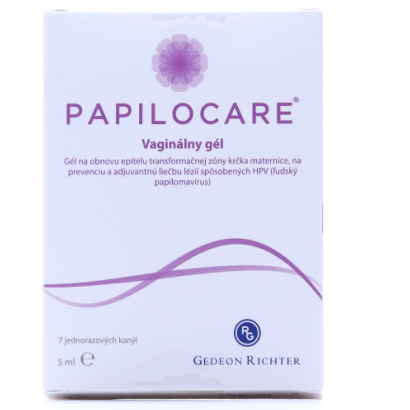 PAPILOCARE®
Vaginálny gél
Gél na obnovu epitelu transformačnej zóny krčka maternice, na
prevenciu a adjuvantnú liečbu lézií spôsobených HPV (ľudský
papilomavírus)
7 jednorazových kanýl
5 ml CE
RG
GEDEON RICHTER